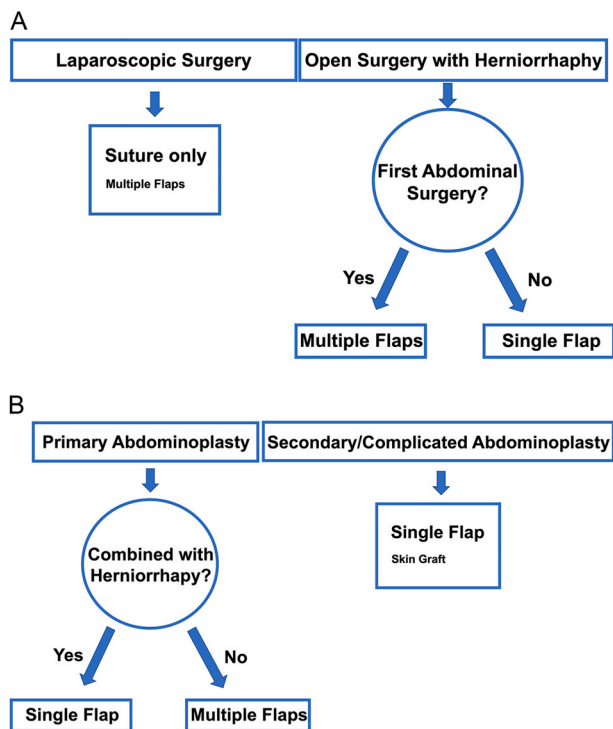 A
Laparoscopic Surgery
Open Surgery with Herniorrhaphy
Suture only
Multiple Flaps
First Abdominal
Surgery?
Yes
No
Multiple Flaps
Single Flap
B
Primary Abdominoplasty
Secondary/Complicated Abdominoplasty
Combined with
Herniorrhapy?
Single Flap
Skin Graft
Yes
No
Single Flap
Multiple Flaps